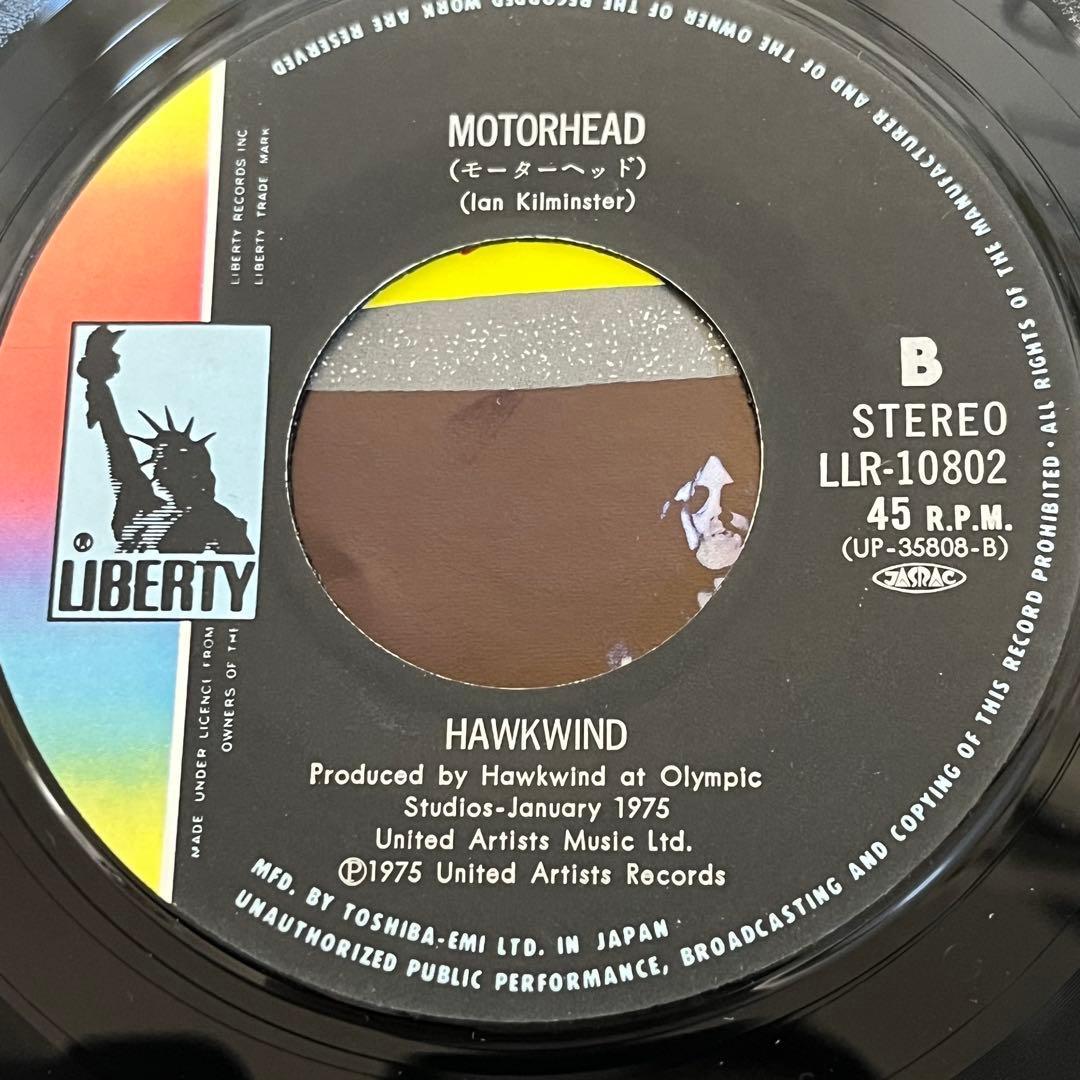 MOTORHEAD
(モーターヘッド)
(Ian Kilminster)
LIBERTY RECORDS INC
LIBERTY TRADE MARK
LIBERTY
MADE UNDER LICENCE FROM
OWNERS OF THE
B
STEREO
LLR-10802
45 R.P.M.
(UP-35808-B)
JASRAC
HAWKWIND
Produced by Hawkwind at Olympic
Studios-January 1975
United Artists Music Ltd.
Ⓟ1975 United Artists Records
MFD. BY TOSHIBA-EMI LTD. IN JAPAN
UNAUTHORIZED PUBLIC PERFORMANCE, BROADCASTING AND COPYING OF THIS RECORD PROHIBITED · ALL RIGHTS OF THE MANUFACTURER AND OF THE OWNER OF THE RECORDED WORK ARE RESERVED